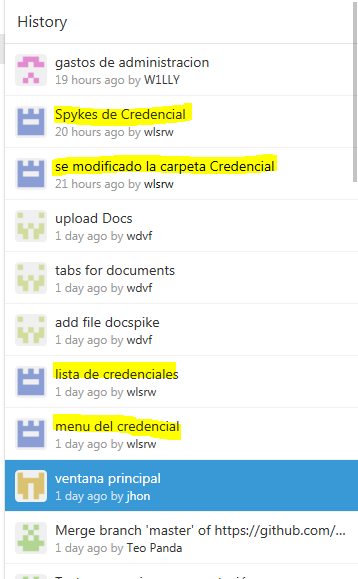 History
gastos de administracion
19 hours ago by W1LLY
Spykes de Credencial
20 hours ago by wlsrw
se modificado la carpeta Credencial
21 hours ago by wlsrw
upload Docs
1 day ago by wdvf
tabs for documents
1 day ago by wdvf
add file docspike
1 day ago by wdvf
lista de credenciales
1 day ago by wlsrw
menu del credencial
1 day ago by wlsrw
ventana principal
1 day ago by jhon
Merge branch 'master' of https://github.com/...
1 day ago by Teo Panda